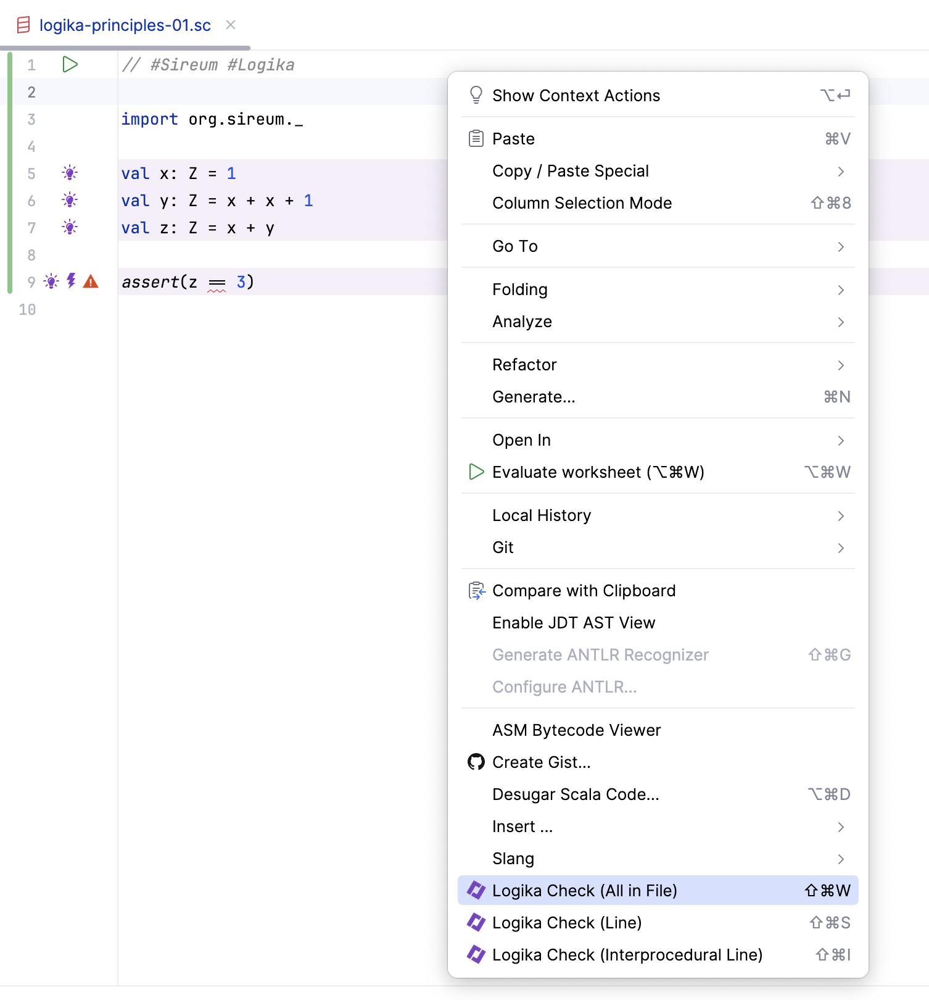 logika-principles-01.sc
1 // #Sireum #Logika
2
3 import org.sireum._
4
5 val x: Z = 1
6 val y: Z = x + x + 1
7 val z: Z = x + y
8
9 assert(z == 3)
10
Show Context Actions ⌥⏎
Paste ⌘V
Copy / Paste Special
Column Selection Mode ⇧⌘8
Go To
Folding
Analyze
Refactor
Generate... ⌘N
Open In
Evaluate worksheet (⌥⌘W) ⌥⌘W
Local History
Git
Compare with Clipboard
Enable JDT AST View
Generate ANTLR Recognizer ⇧⌘G
Configure ANTLR...
ASM Bytecode Viewer
Create Gist...
Desugar Scala Code... ⌥⌘D
Insert ...
Slang
Logika Check (All in File) ⇧⌘W
Logika Check (Line) ⇧⌘S
Logika Check (Interprocedural Line) ⇧⌘I